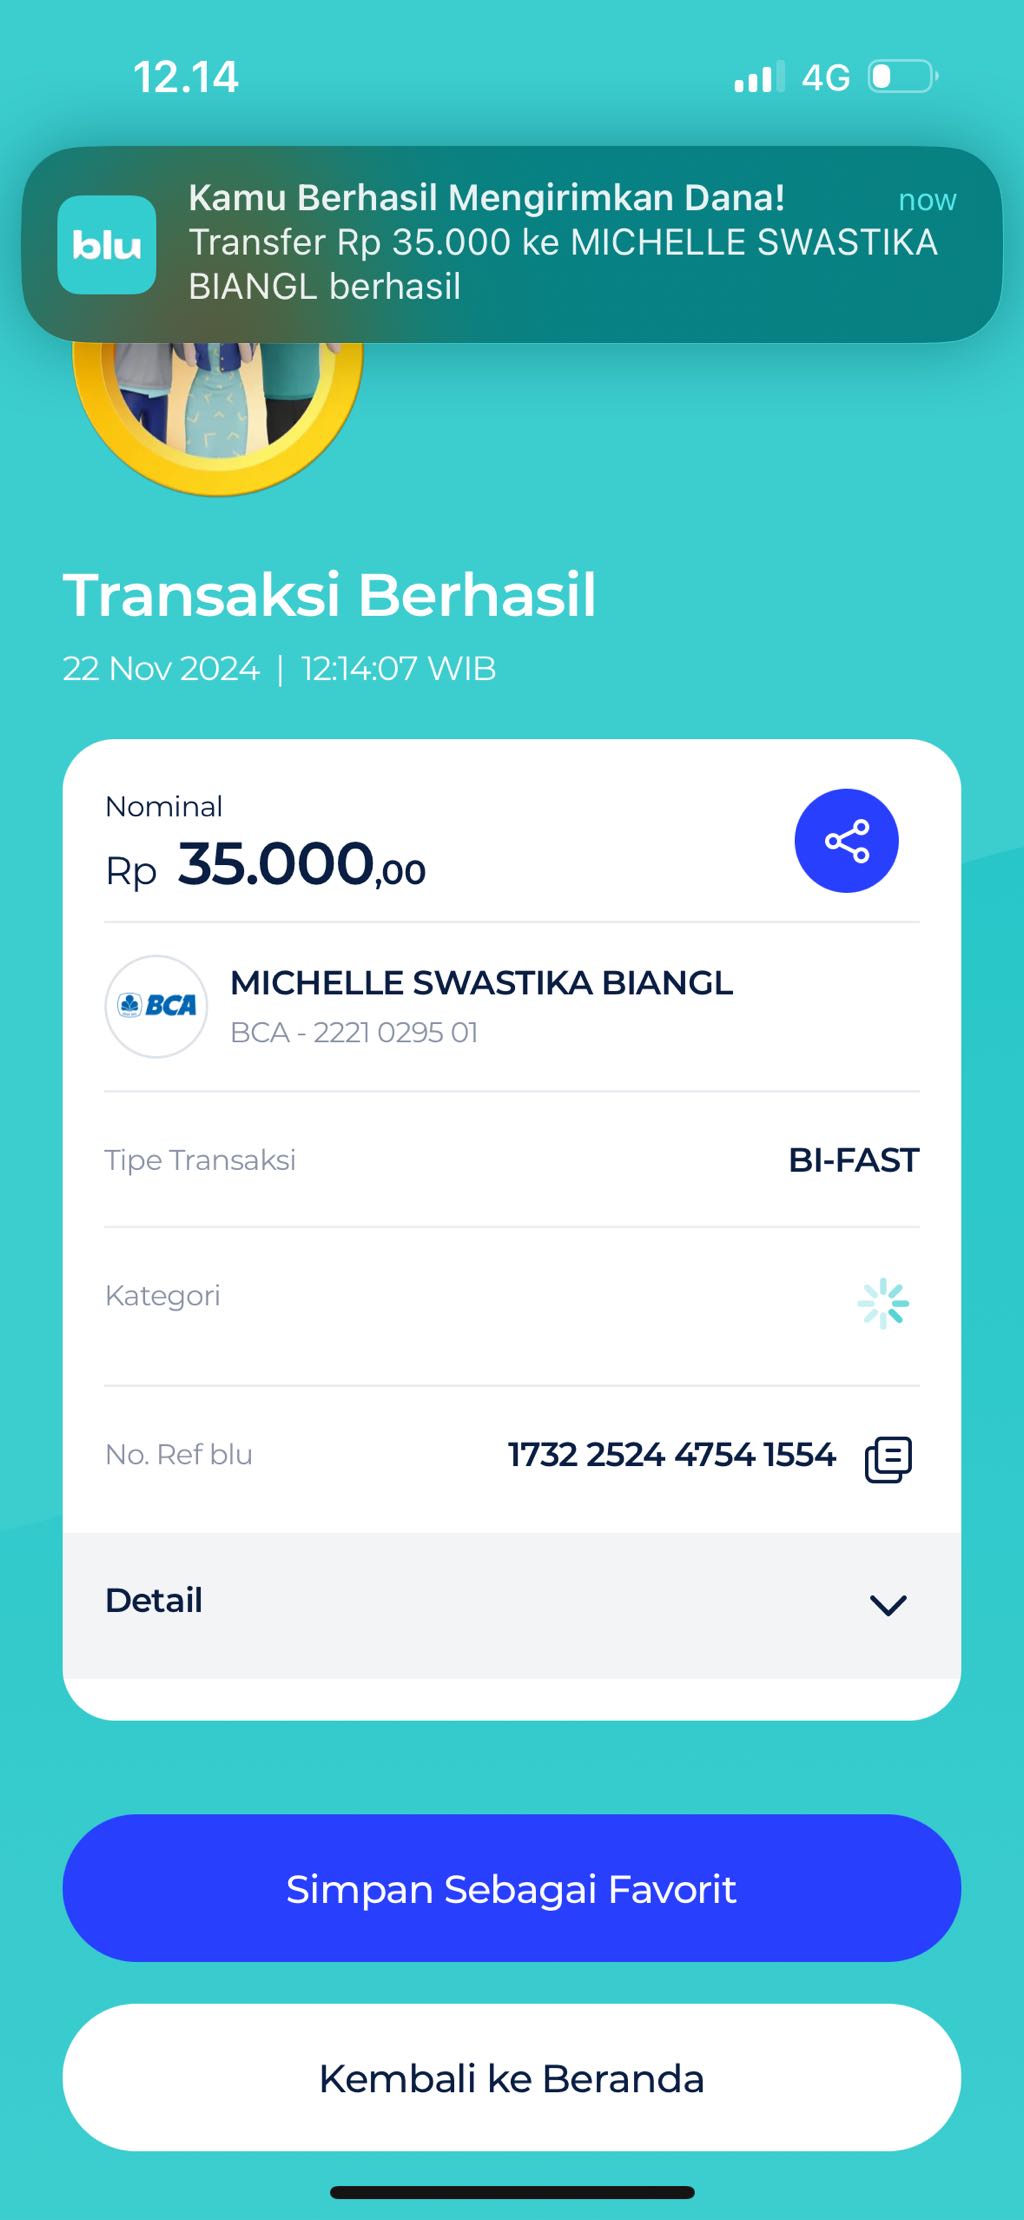 12.14
4G
blu
Kamu Berhasil Mengirimkan Dana!
now
Transfer Rp 35.000 ke MICHELLE SWASTIKA
BIANGL berhasil
Transaksi Berhasil
22 Nov 2024 | 12:14:07 WIB
Nominal
Rp 35.000,00
BCA
MICHELLE SWASTIKA BIANGL
BCA - 2221 0295 01
Tipe Transaksi
BI-FAST
Kategori
No. Ref blu
1732 2524 4754 1554
Detail
Simpan Sebagai Favorit
Kembali ke Beranda